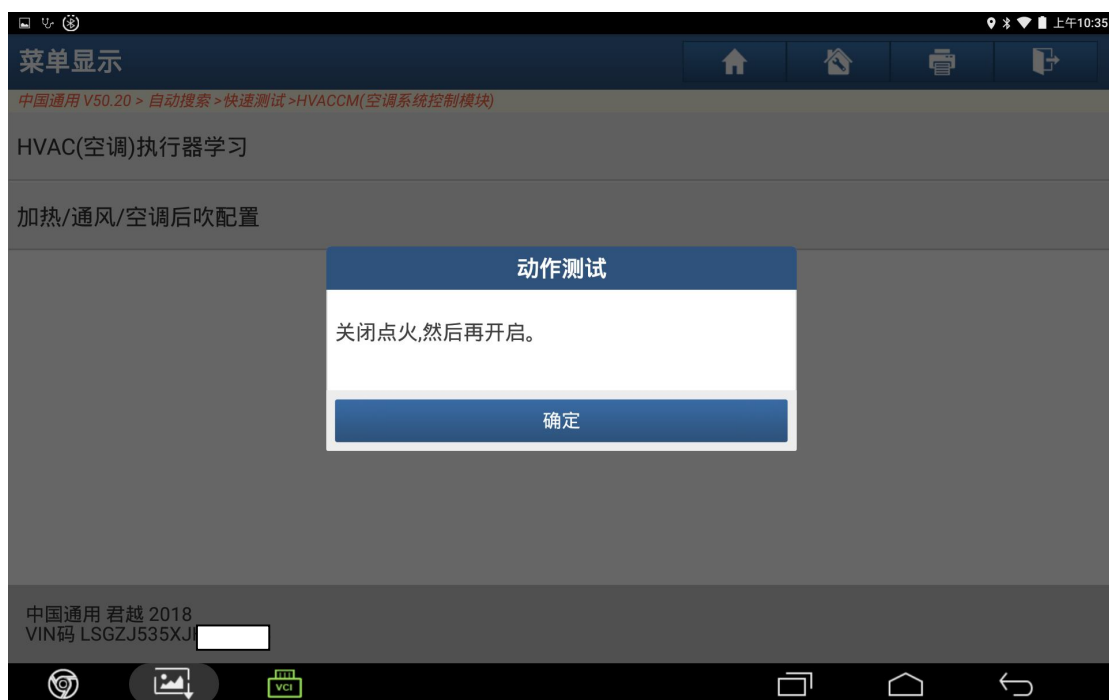 上午10:35
菜单显示
中国通用 V50.20 > 自动搜索 >快速测试 >HVACCM(空调系统控制模块)
HVAC(空调)执行器学习
加热/通风/空调后吹配置
动作测试
关闭点火,然后再开启。
确定
中国通用 君越 2018
VIN码 LSGZJ535XJ
VCI